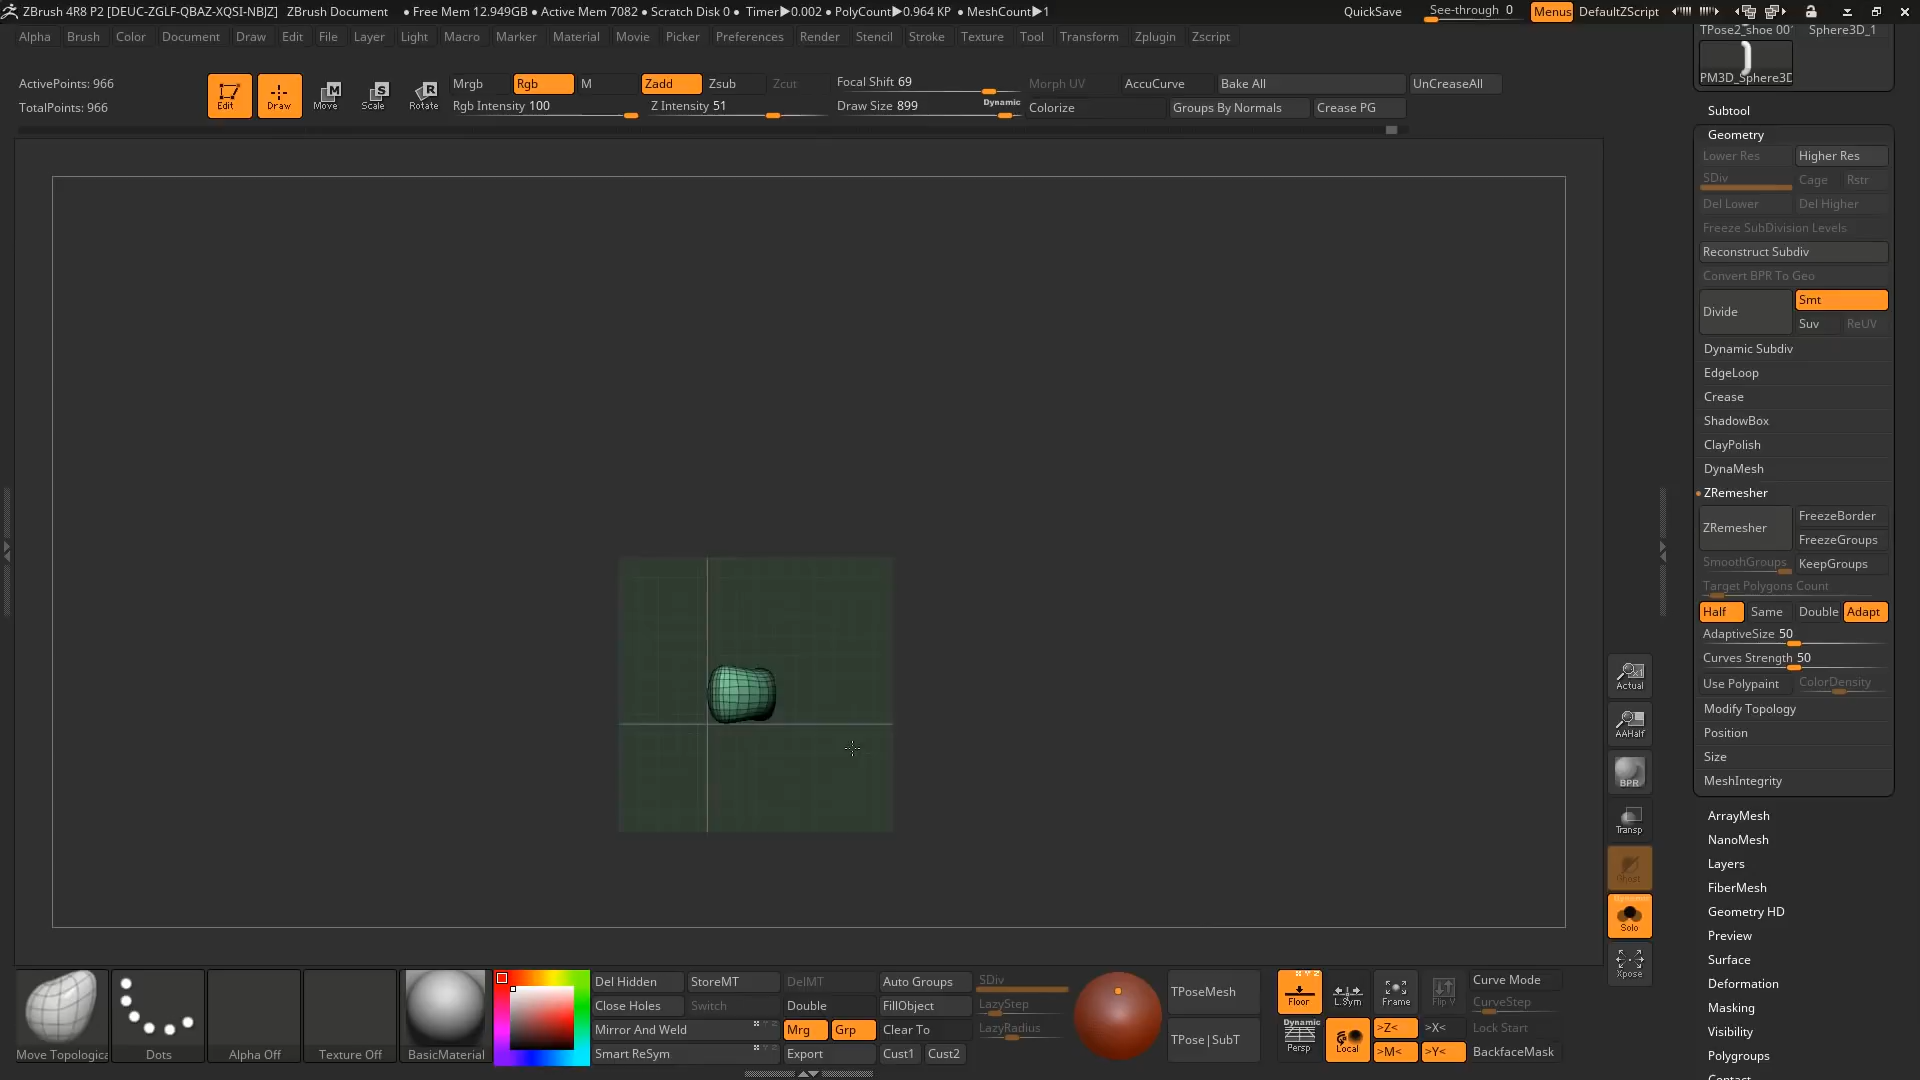 ZBrush 4R8 P2 [DEUC-ZGLF-QBAZ-XQSI-NBJZ] ZBrush Document • Free Mem 12.949GB • Active Mem 7082 • Scratch Disk 0 • Timer▶0.002 • PolyCount▶0.964 KP • MeshCount▶1 QuickSave See-through 0 Menus DefaultZScript
Alpha Brush Color Document Draw Edit File Layer Light Macro Marker Material Movie Picker Preferences Render Stencil Stroke Texture Tool Transform Zplugin Zscript
TPose2_shoe 00 Sphere3D_1
PM3D_Sphere3D
ActivePoints: 966
TotalPoints: 966
Edit Draw Move Scale Rotate
Mrgb Rgb M Zadd Zsub Zcut Focal Shift 69 Morph UV AccuCurve Bake All UnCreaseAll
Rgb Intensity 100 Z Intensity 51 Draw Size 899 Dynamic Colorize Groups By Normals Crease PG
Subtool
Geometry
Lower Res Higher Res
SDiv Cage Rstr
Del Lower Del Higher
Freeze SubDivision Levels
Reconstruct Subdiv
Convert BPR To Geo
Divide Smt
Suv ReUV
Dynamic Subdiv
EdgeLoop
Crease
ShadowBox
ClayPolish
DynaMesh
ZRemesher
ZRemesher FreezeBorder
FreezeGroups
SmoothGroups KeepGroups
Target Polygons Count
Half Same Double Adapt
AdaptiveSize 50
Curves Strength 50
Use Polypaint ColorDensity
Modify Topology
Position
Size
MeshIntegrity
ArrayMesh
NanoMesh
Layers
FiberMesh
Geometry HD
Preview
Surface
Deformation
Masking
Visibility
Polygroups
Actual
AAHalf
BPR
Transp
Ghost
Dynamic
Solo
Xpose
Move Topologica Dots Alpha Off Texture Off BasicMaterial
Del Hidden StoreMT DelMT Auto Groups SDiv
Close Holes Switch Double FillObject LazyStep
Mirror And Weld Mrg Grp Clear To LazyRadius
Smart ReSym Export Cust1 Cust2
TPoseMesh
TPose|SubT
Floor L.Sym Frame Flip V Curve Mode
CurveStep
Dynamic
Persp Local >Z< >X< Lock Start
>M< >Y< BackfaceMask